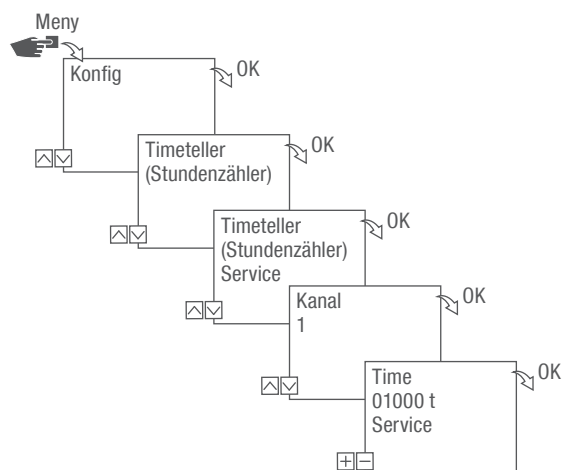 Meny
Konfig
OK
Timeteller
(Stundenzähler)
OK
Timeteller
(Stundenzähler)
Service
OK
Kanal
1
OK
Time
01000 t
Service
OK